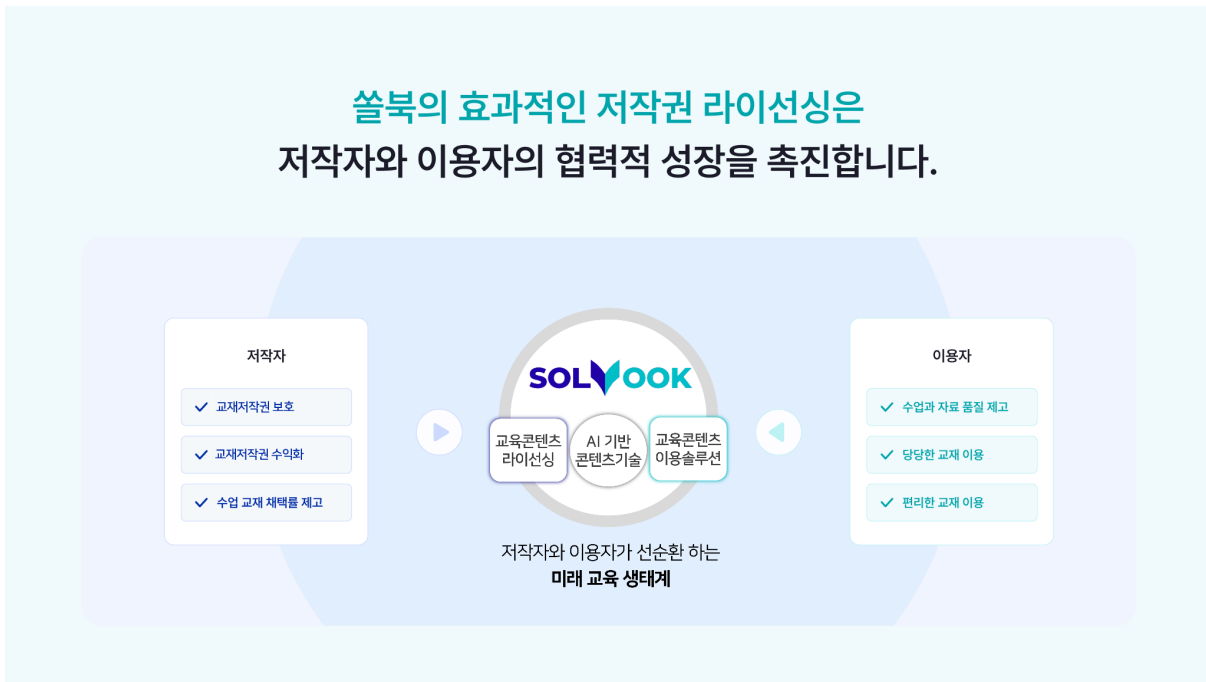 쏠북의 효과적인 저작권 라이선싱은
저작자와 이용자의 협력적 성장을 촉진합니다.
저작자
교재저작권 보호
교재저작권 수익화
수업 교재 채택률 제고
SOLVOOK
교육콘텐츠
라이선싱
AI 기반
콘텐츠기술
교육콘텐츠
이용솔루션
저작자와 이용자가 선순환 하는
미래 교육 생태계
이용자
수업과 자료 품질 제고
당당한 교재 이용
편리한 교재 이용